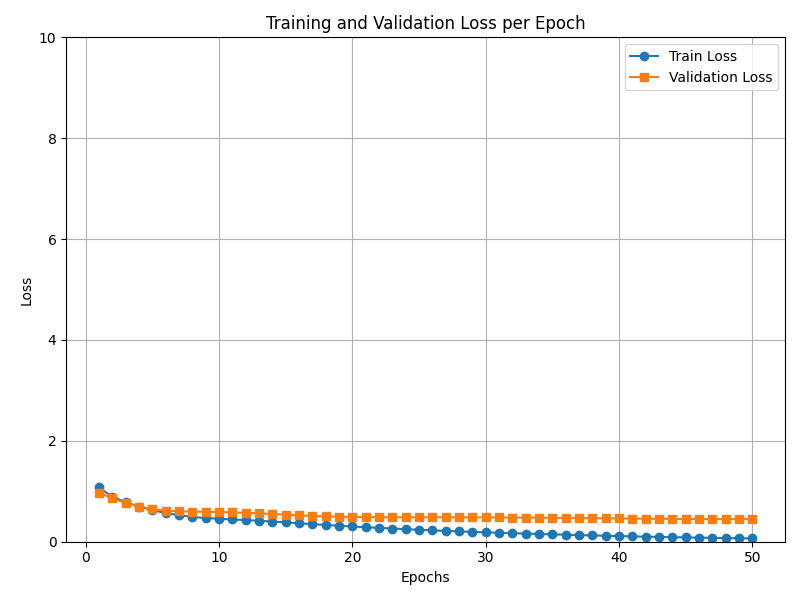 Training and Validation Loss per Epoch
Train Loss
Validation Loss
Loss
10
8
6
4
2
0
0 10 20 30 40 50
Epochs